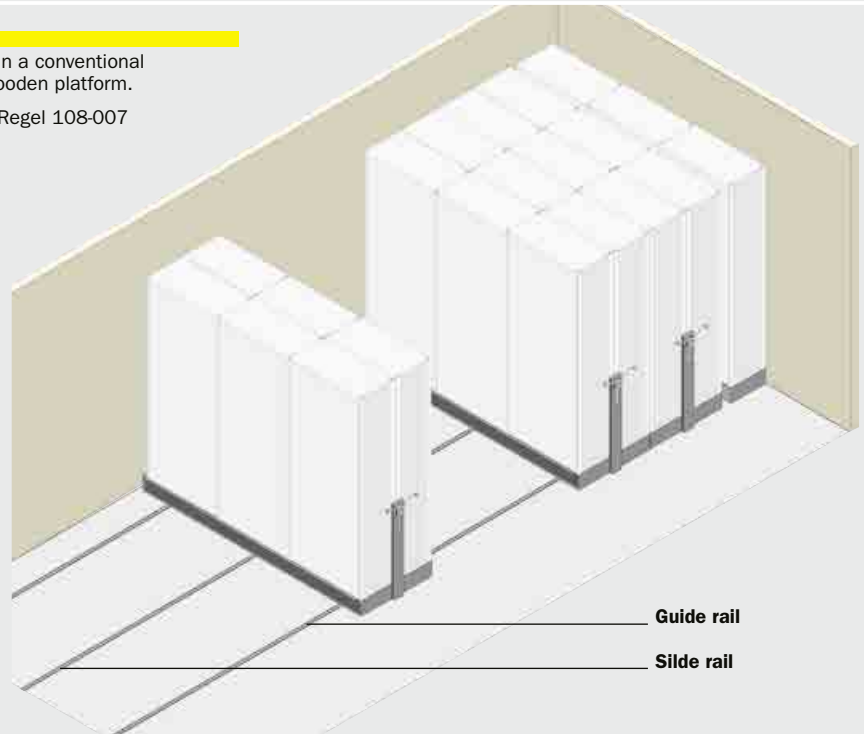 n a conventional
ooden platform.
Regel 108-007
Guide rail
Silde rail